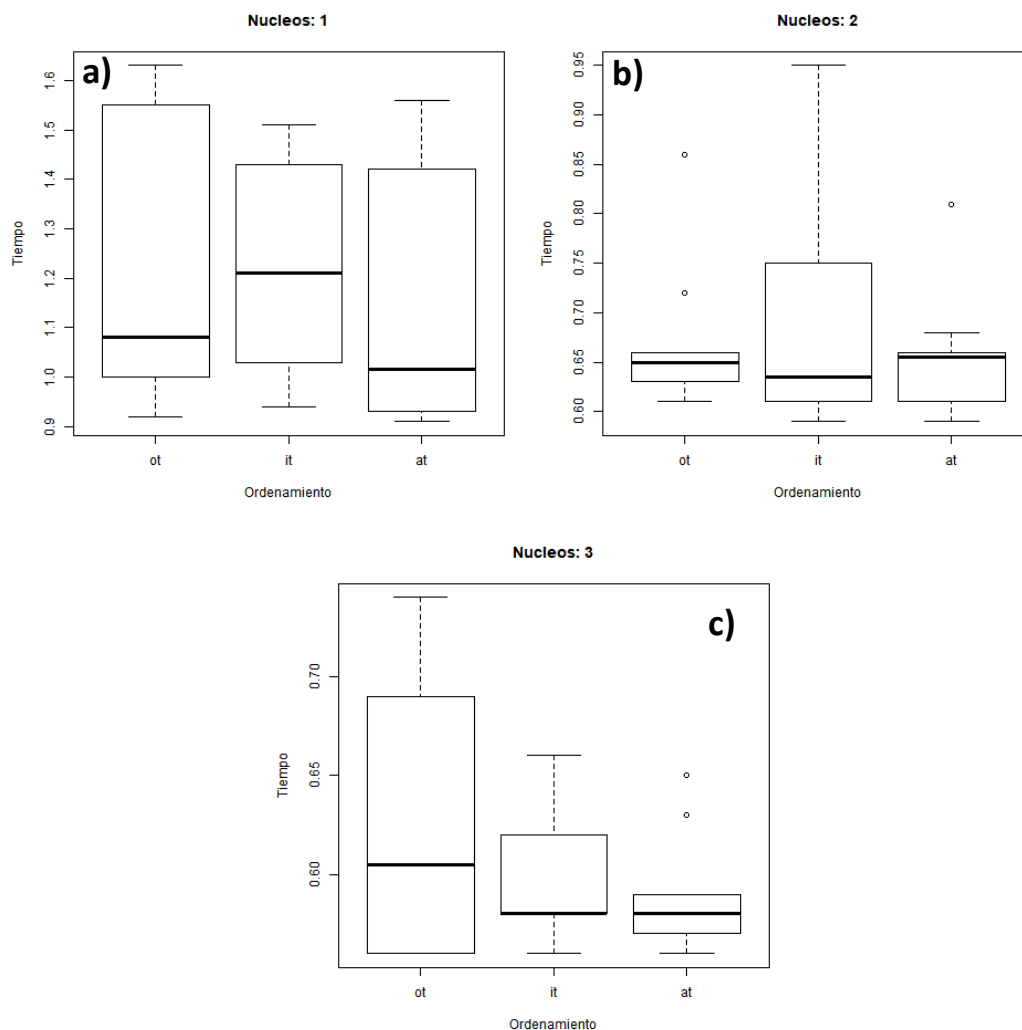 Nucleos: 1
a)
1.6
1.5
1.4
1.3
1.2
1.1
1.0
0.9
Tiempo
ot it at
Ordenamiento
Nucleos: 2
b)
0.95
0.90
0.85
0.80
0.75
0.70
0.65
0.60
Tiempo
ot it at
Ordenamiento
Nucleos: 3
c)
0.70
0.65
0.60
Tiempo
ot it at
Ordenamiento